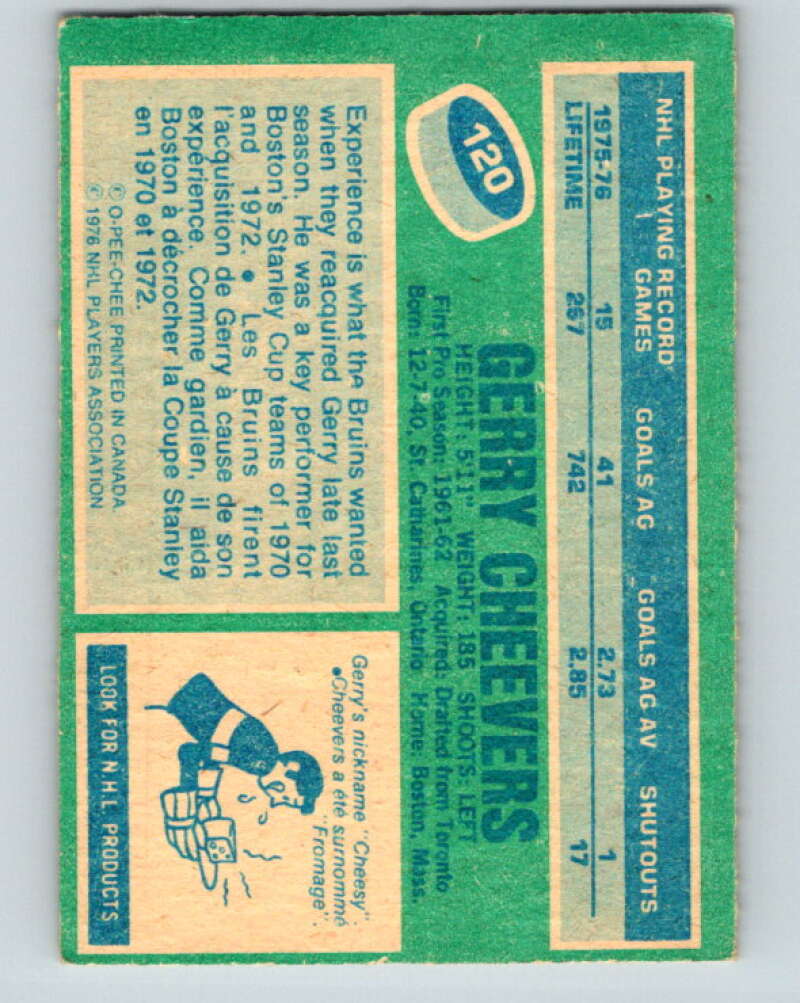 NHL PLAYING RECORD
GAMES GOALS/AG GOALS AG AV SHUTOUTS
1975-76 15 41 2.73 1
LIFETIME 257 742 2.85 17
120
GERRY CHEEVERS
HEIGHT: 5'11" WEIGHT: 185 SHOOTS: LEFT
First Pro Season: 1961-62 Acquired: Drafted from Toronto
Born: 12-7-40, St. Catharines, Ontario Home: Boston, Mass.
Experience is what the Bruins wanted
when they reacquired Gerry late last
season. He was a key performer for
Boston's Stanley Cup teams of 1970
and 1972. • Les Bruins firent
l'acquisition de Gerry à cause de son
expérience. Comme gardien, il aida
Boston à décrocher la Coupe Stanley
en 1970 et 1972.
© O-PEE-CHEE PRINTED IN CANADA
© 1976 NHL PLAYERS ASSOCIATION
Gerry's nickname "Cheesy".
•Cheevers a été surnommé
"Fromage".
LOOK FOR N.H.L. PRODUCTS